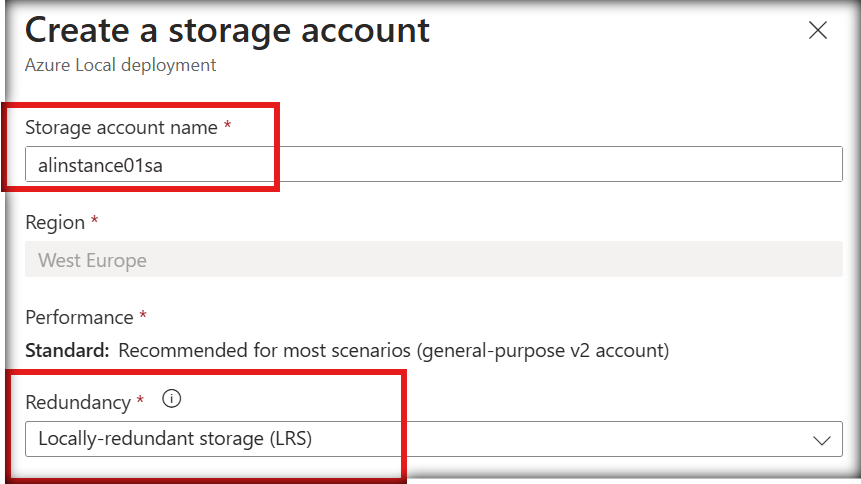 Create a storage account
Azure Local deployment
Storage account name *
alinstance01sa
Region *
West Europe
Performance *
Standard: Recommended for most scenarios (general-purpose v2 account)
Redundancy *
Locally-redundant storage (LRS)